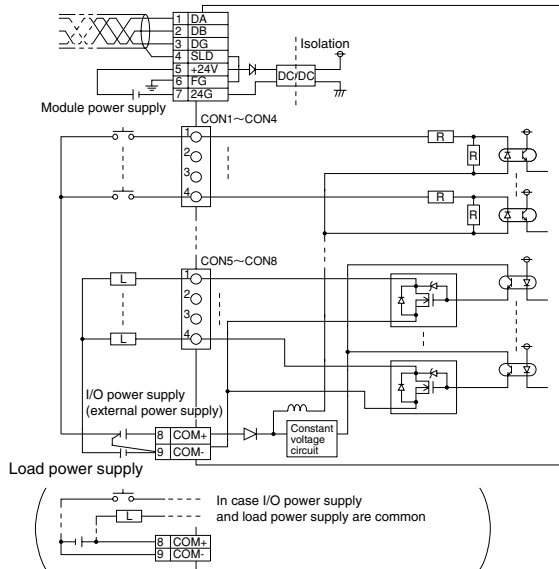 1 DA
2 DB
3 DG
4 SLD
5 +24V
6 FG
7 24G
Isolation
DC/DC
Module power supply
CON1～CON4
1
2
3
4
R
R
R
R
CON5～CON8
1
2
3
4
L
L
I/O power supply
(external power supply)
8 COM+
9 COM-
Constant
voltage
circuit
Load power supply
In case I/O power supply
and load power supply are common
L
8 COM+
9 COM-